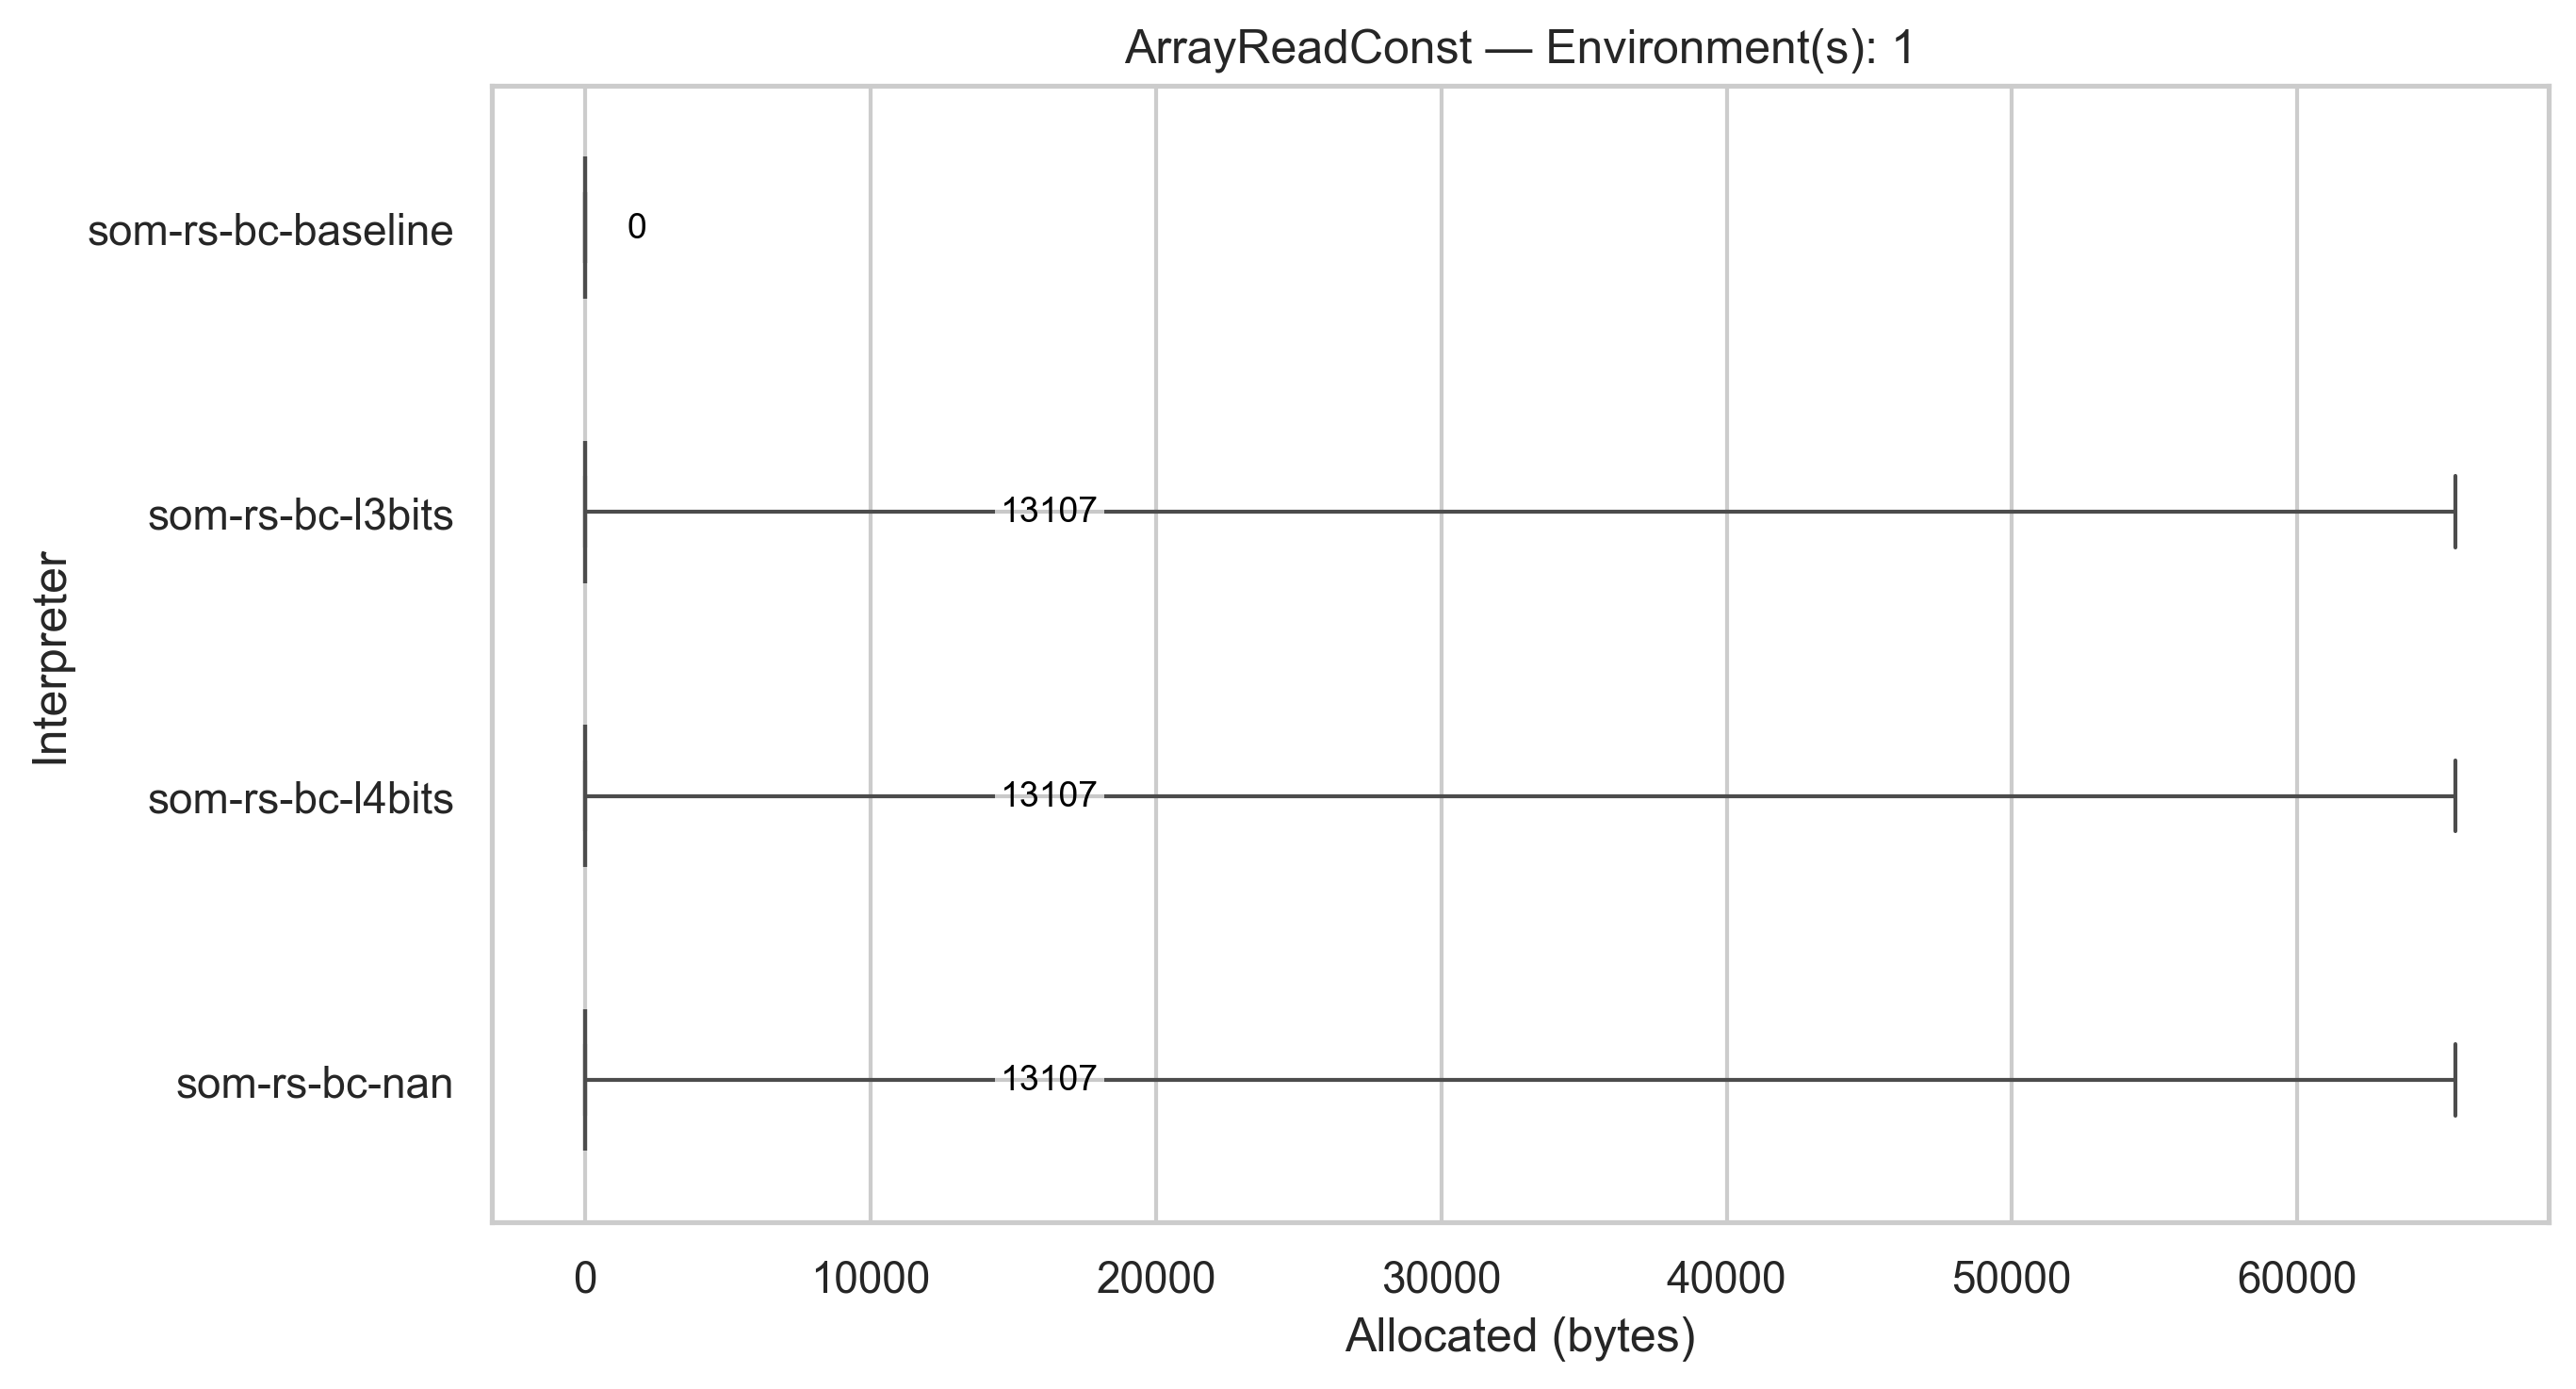 ArrayReadConst — Environment(s): 1
Interpreter
som-rs-bc-baseline
0
som-rs-bc-l3bits
13107
som-rs-bc-l4bits
13107
som-rs-bc-nan
13107
0 10000 20000 30000 40000 50000 60000
Allocated (bytes)